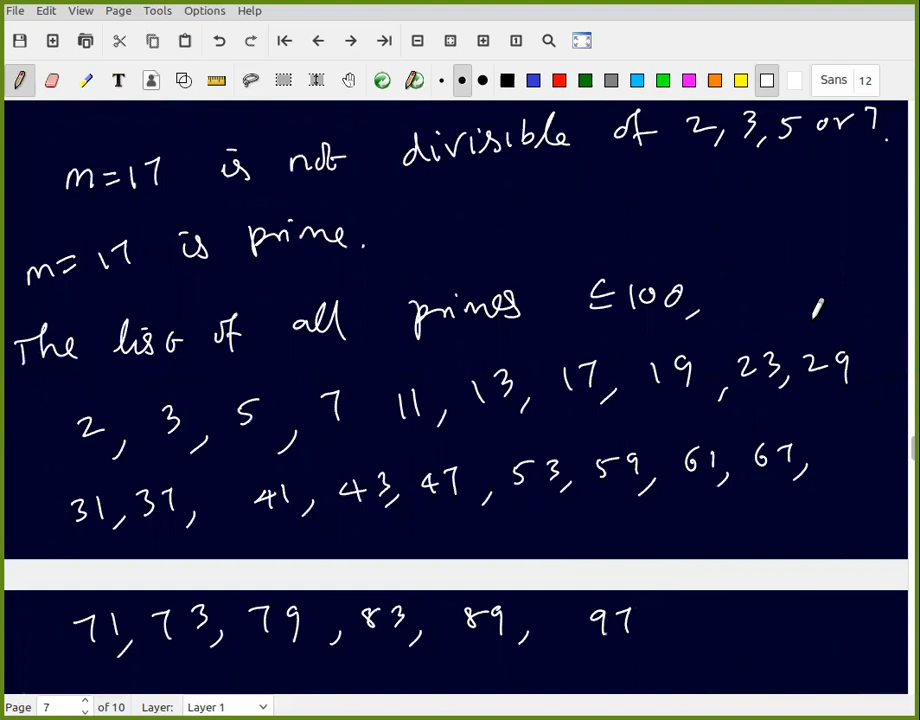 File Edit View Page Tools Options Help
Sans 12
m=17 is not divisible of 2, 3, 5 or 7.
m=17 is prime.
The list of all primes ≤100,
2, 3, 5, 7 11, 13, 17, 19, 23, 29
31, 37, 41, 43, 47, 53, 59, 61, 67,
71, 73, 79, 83, 89, 97
Page 7 of 10 Layer: Layer 1